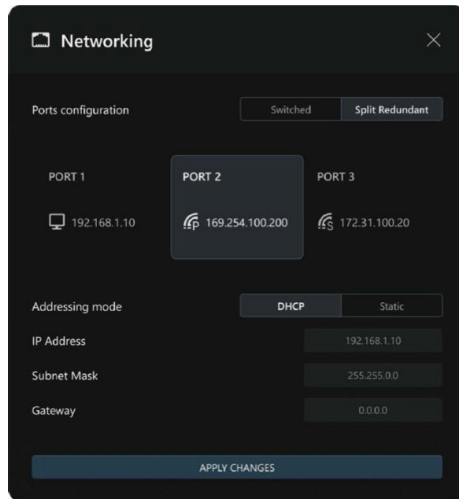 Networking
Ports configuration Switched Split Redundant
PORT 1 PORT 2 PORT 3
192.168.1.10 P 169.254.100.200 S 172.31.100.20
Addressing mode DHCP Static
IP Address 192.168.1.10
Subnet Mask 255.255.0.0
Gateway 0.0.0.0
APPLY CHANGES